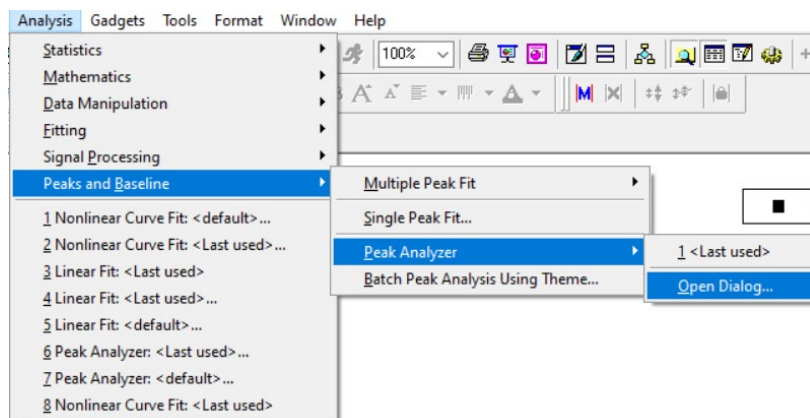 Analysis Gadgets Tools Format Window Help
100%
Statistics
Mathematics
Data Manipulation
Fitting
Signal Processing
Peaks and Baseline
1 Nonlinear Curve Fit: <default>...
2 Nonlinear Curve Fit: <Last used>...
3 Linear Fit: <Last used>
4 Linear Fit: <Last used>...
5 Linear Fit: <default>...
6 Peak Analyzer: <Last used>...
7 Peak Analyzer: <default>...
8 Nonlinear Curve Fit: <Last used>
Multiple Peak Fit
Single Peak Fit...
Peak Analyzer
Batch Peak Analysis Using Theme...
1 <Last used>
Open Dialog...